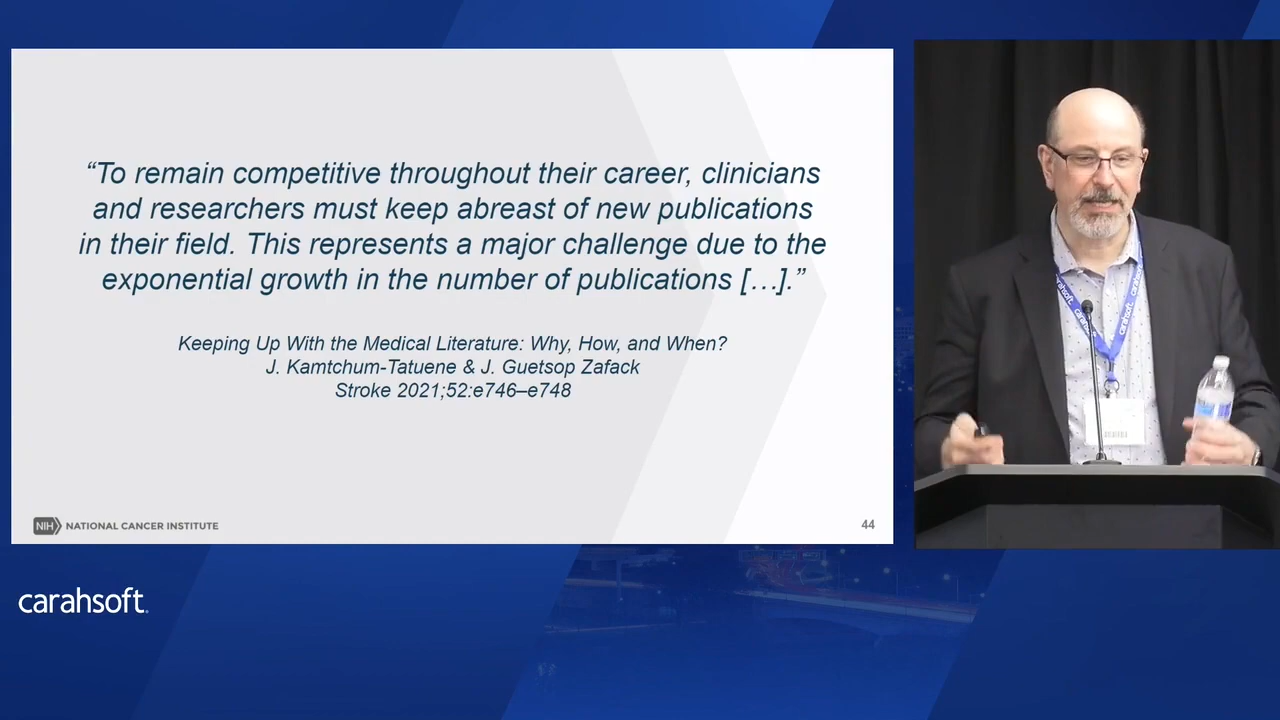 “To remain competitive throughout their career, clinicians
and researchers must keep abreast of new publications
in their field. This represents a major challenge due to the
exponential growth in the number of publications […].”
Keeping Up With the Medical Literature: Why, How, and When?
J. Kamtchum-Tatuene & J. Guetsop Zafack
Stroke 2021;52:e746–e748
NIH NATIONAL CANCER INSTITUTE
44
carahsoft.
carahsoft
carahsoft